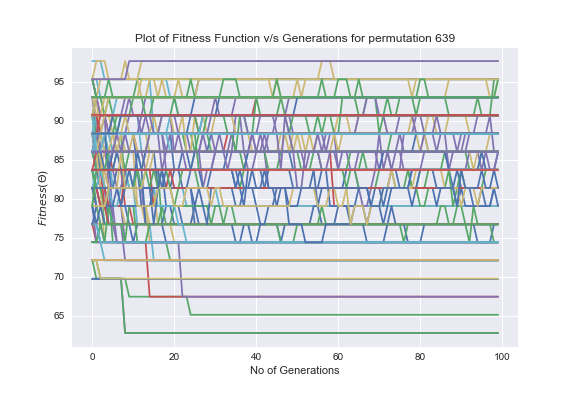 Plot of Fitness Function v/s Generations for permutation 639
Fitness(Θ)
95
90
85
80
75
70
65
0 20 40 60 80 100
No of Generations